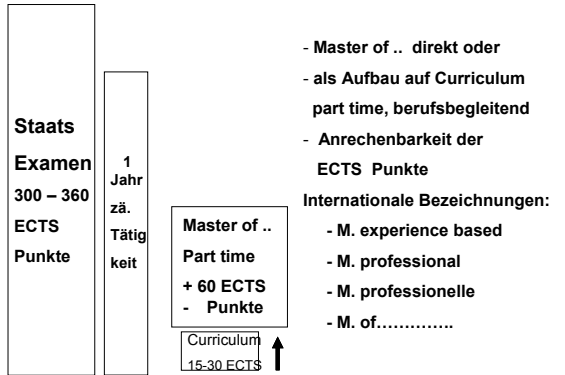 Staats
Examen
300 – 360
ECTS
Punkte
1
Jahr
zä.
Tätig
keit
Master of ..
Part time
+ 60 ECTS
- Punkte
Curriculum
15-30 ECTS
- Master of .. direkt oder
- als Aufbau auf Curriculum
part time, berufsbegleitend
- Anrechenbarkeit der
ECTS Punkte
Internationale Bezeichnungen:
- M. experience based
- M. professional
- M. professionelle
- M. of…………..